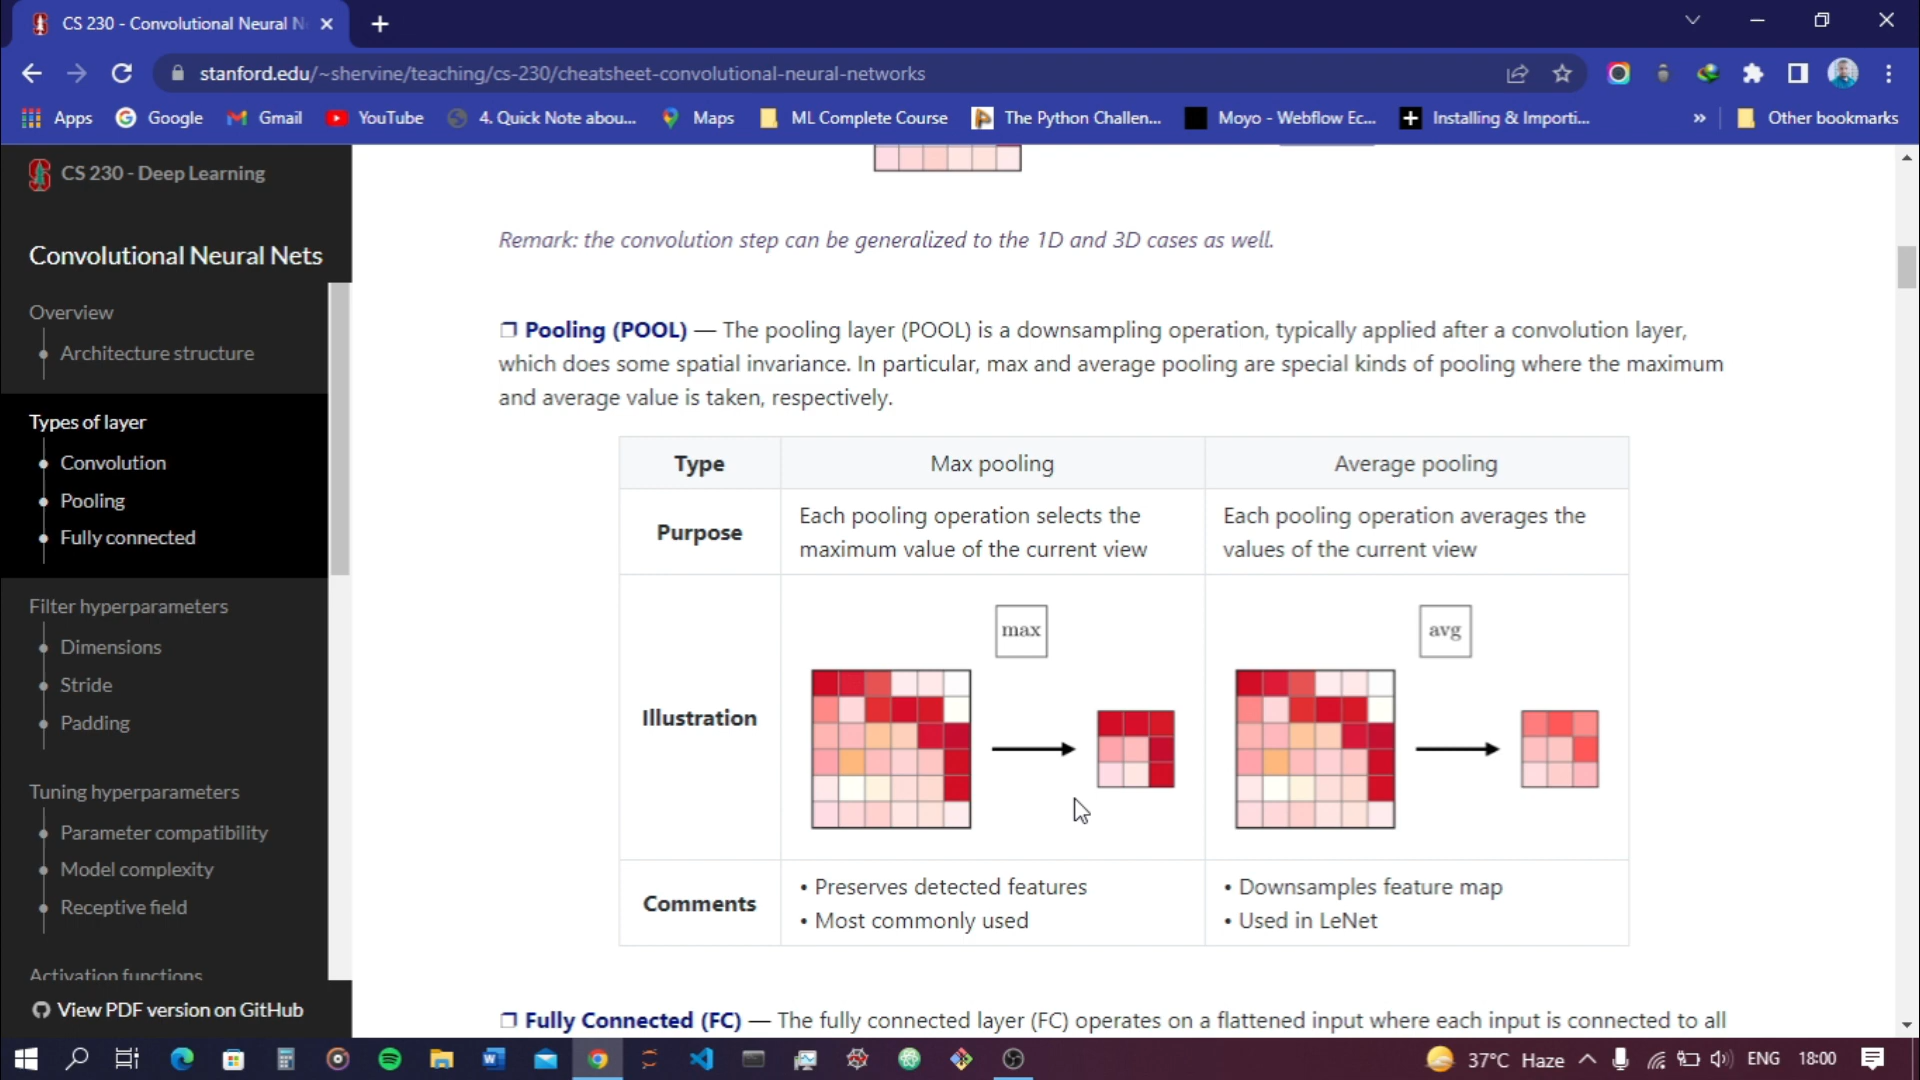 CS 230 - Convolutional Neural N
stanford.edu/~shervine/teaching/cs-230/cheatsheet-convolutional-neural-networks
Apps Google Gmail YouTube 4. Quick Note abou... Maps ML Complete Course The Python Challen... Moyo - Webflow Ec... Installing & Importi... » Other bookmarks
CS 230 - Deep Learning
Convolutional Neural Nets
Overview
Architecture structure
Types of layer
Convolution
Pooling
Fully connected
Filter hyperparameters
Dimensions
Stride
Padding
Tuning hyperparameters
Parameter compatibility
Model complexity
Receptive field
Activation functions
View PDF version on GitHub
Remark: the convolution step can be generalized to the 1D and 3D cases as well.
❐ Pooling (POOL) — The pooling layer (POOL) is a downsampling operation, typically applied after a convolution layer,
which does some spatial invariance. In particular, max and average pooling are special kinds of pooling where the maximum
and average value is taken, respectively.
Type Max pooling Average pooling
Purpose
Each pooling operation selects the
maximum value of the current view
Each pooling operation averages the
values of the current view
Illustration
max
avg
Comments
• Preserves detected features
• Most commonly used
• Downsamples feature map
• Used in LeNet
❐ Fully Connected (FC) — The fully connected layer (FC) operates on a flattened input where each input is connected to all
37°C Haze ENG 18:00